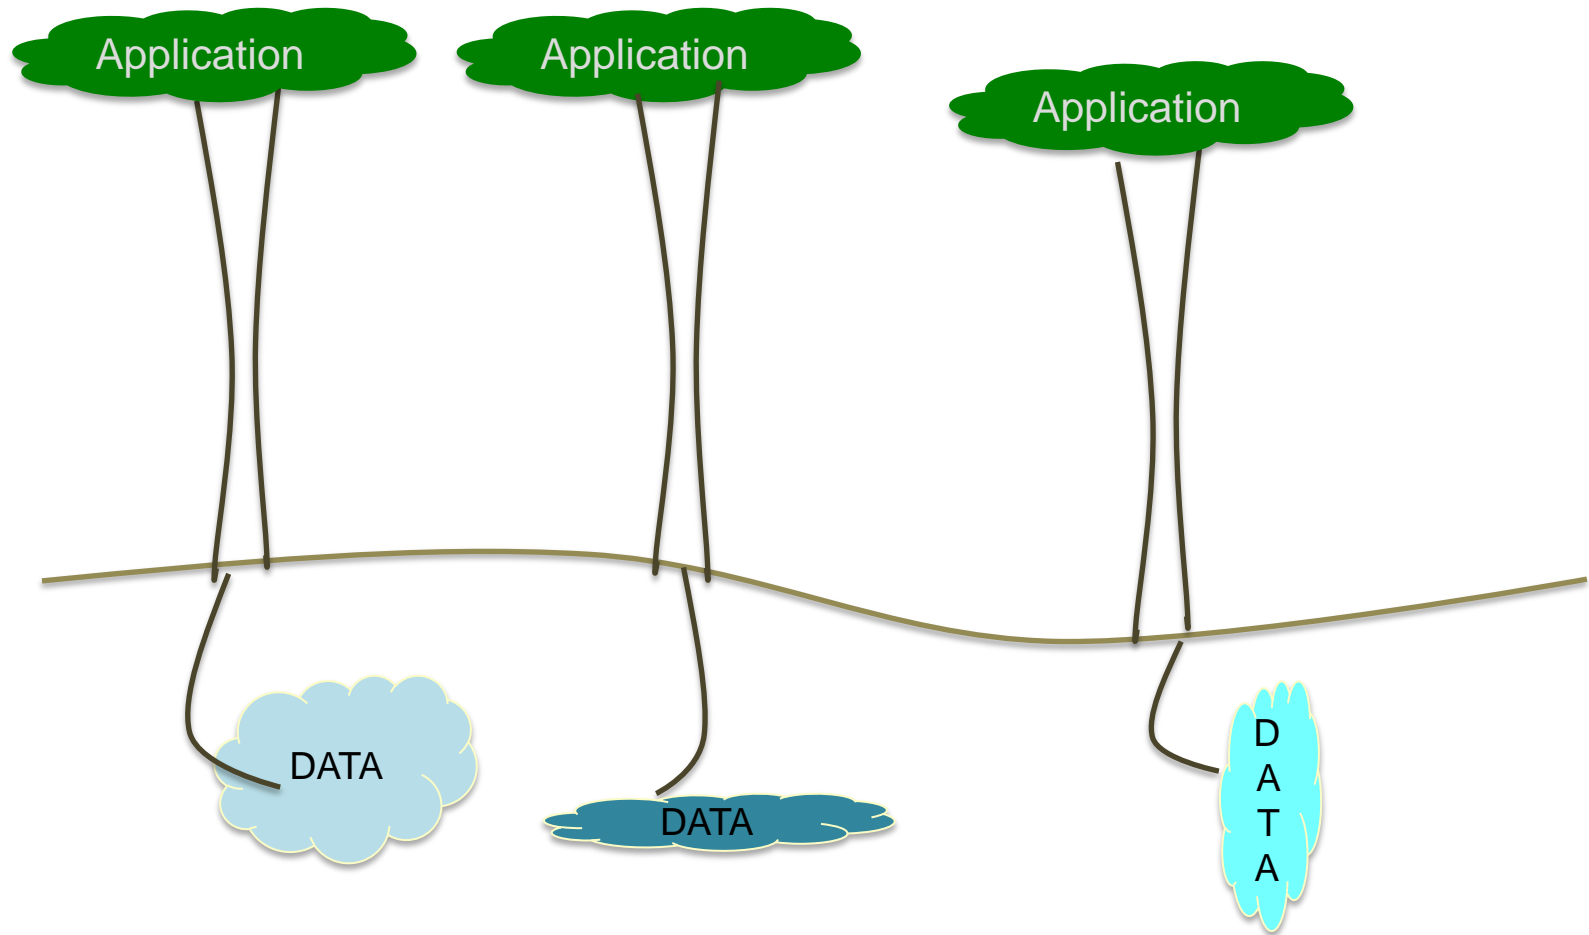 Application
Application
Application
DATA
DATA
D
A
T
A